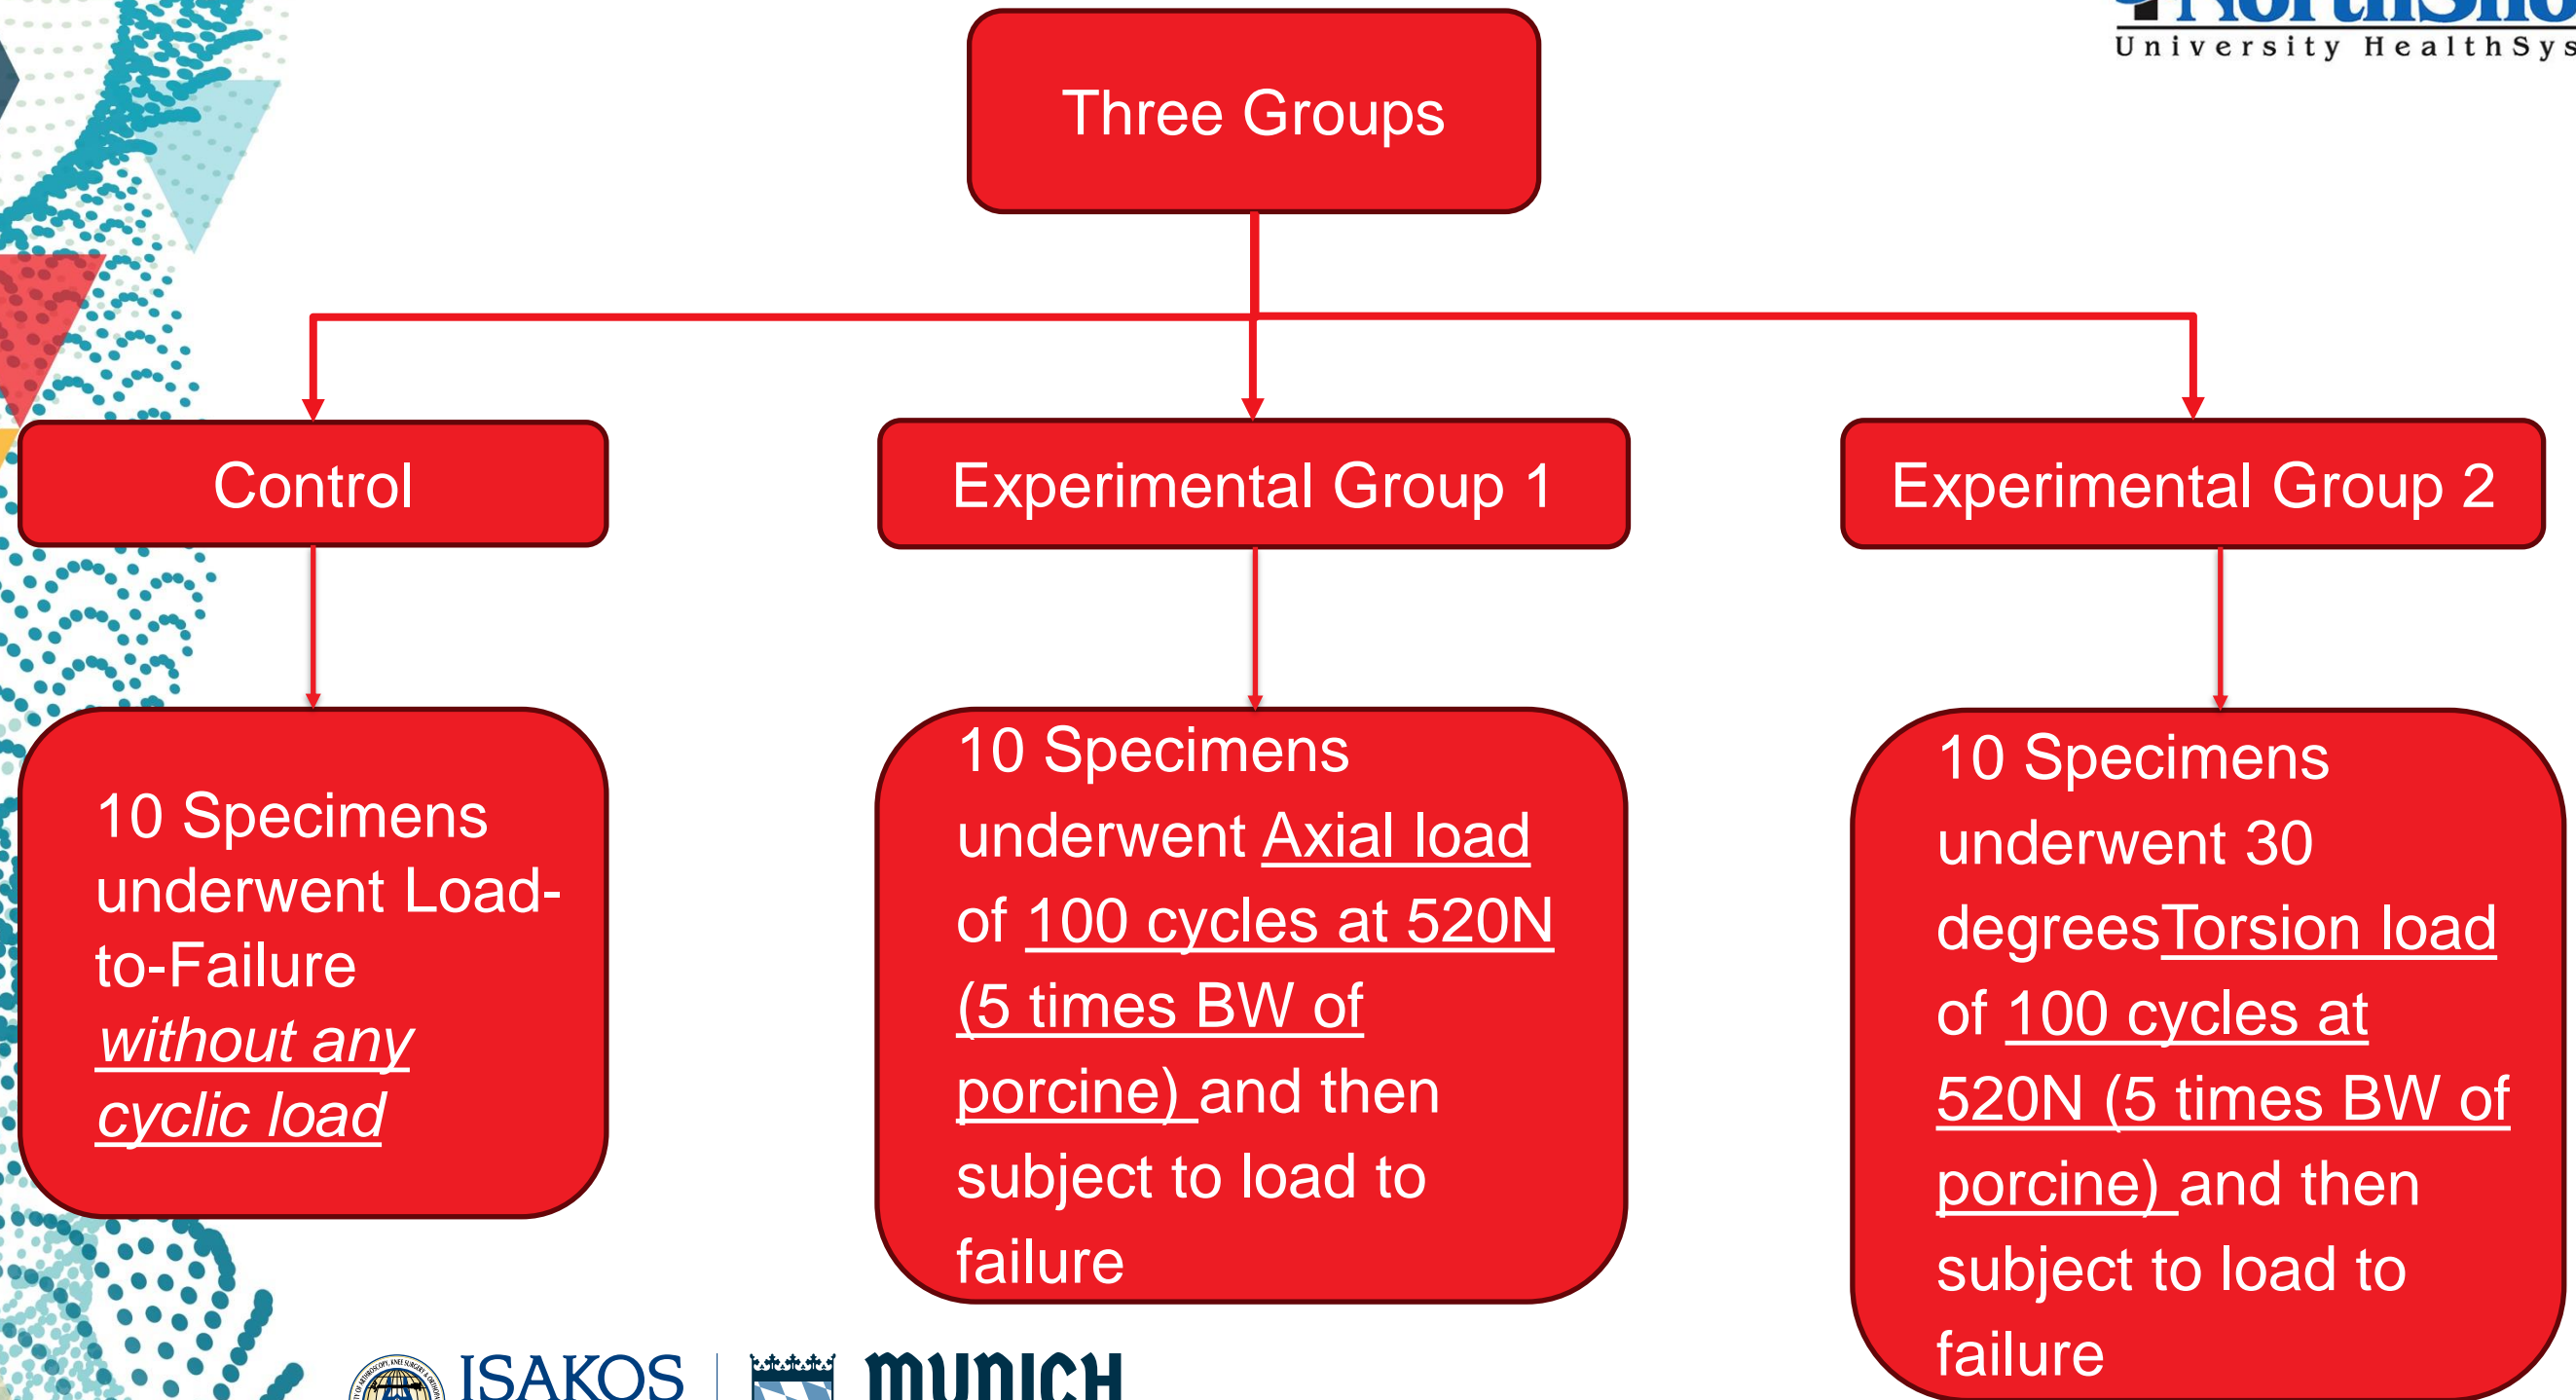 University HealthSys
Three Groups
Control
Experimental Group 1
Experimental Group 2
10 Specimens
underwent Load-
to-Failure
without any
cyclic load
10 Specimens
underwent Axial load
of 100 cycles at 520N
(5 times BW of
porcine) and then
subject to load to
failure
10 Specimens
underwent 30
degreesTorsion load
of 100 cycles at
520N (5 times BW of
porcine) and then
subject to load to
failure
ISAKOS
MUNICH